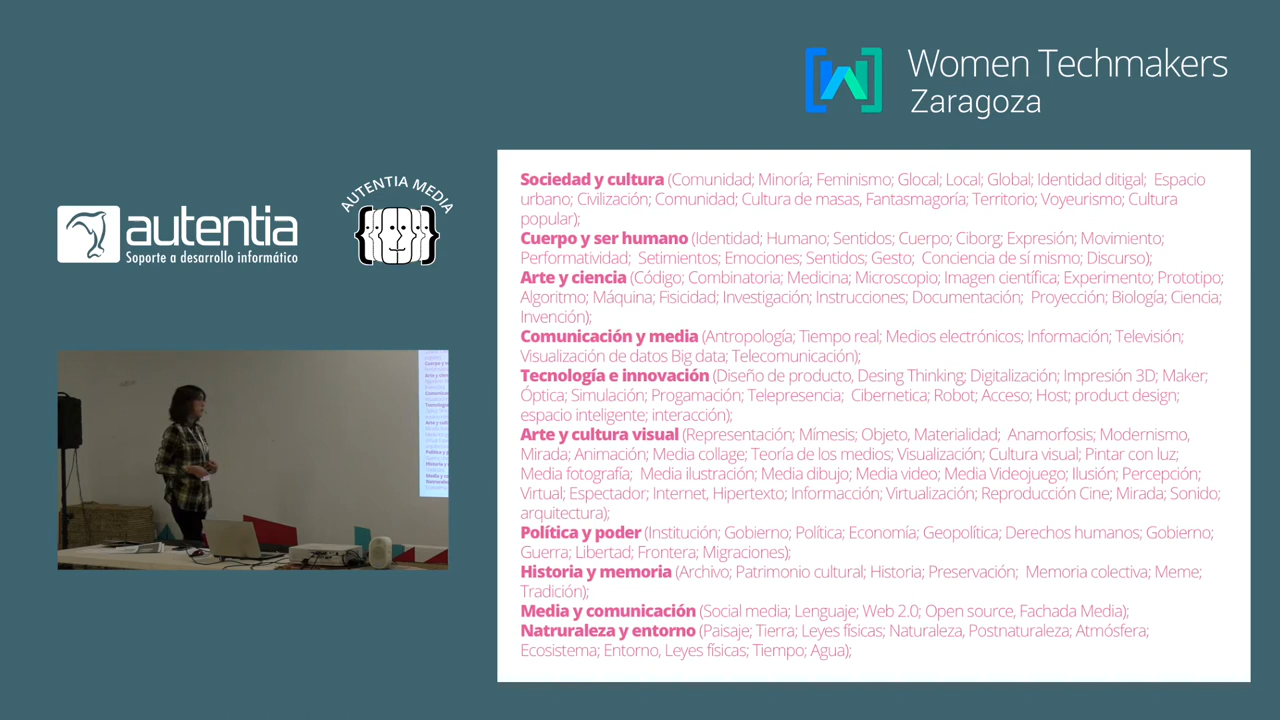 Women Techmakers
Zaragoza
AUTENTIA MEDIA
autentia
Soporte a desarrollo informático
Sociedad y cultura (Comunidad; Minoría; Feminismo; Glocal; Local; Global; Identidad ditigal; Espacio
urbano; Civilización; Comunidad; Cultura de masas, Fantasmagoría; Territorio; Voyeurismo; Cultura
popular);
Cuerpo y ser humano (Identidad; Humano; Sentidos; Cuerpo; Ciborg; Expresión; Movimiento;
Performatividad; Setimientos; Emociones; Sentidos; Gesto; Conciencia de sí mismo; Discurso);
Arte y ciencia (Código; Combinatoria; Medicina; Microscopio; Imagen científica; Experimento; Prototipo;
Algoritmo; Máquina; Fisicidad; Investigación; Instrucciones; Documentación; Proyección; Biología; Ciencia;
Invención);
Comunicación y media (Antropología; Tiempo real; Medios electrónicos; Información; Televisión;
Visualización de datos Big data; Telecomunicación);
Tecnología e innovación (Diseño de producto, Desing Thinking; Digitalización; Impresión 3D; Maker;
Óptica; Simulación; Progamación; Telepresencia; Cibernetica; Robot; Acceso; Host; product design;
espacio inteligente; interacción);
Arte y cultura visual (Representación; Mímesis; Objeto, Materialidad; Anamorfosis; Modernismo,
Mirada; Animación; Media collage; Teoría de los medios; Visualización; Cultura visual; Pintar con luz;
Media fotografía; Media literación; Media dibujo; Media video; Media Videojuego; Ilusión; Percepción;
Virtual; Espectador; Internet, Hipertexto; Informacción; Virtualización; Reproducción Cine; Mirada; Sonido;
arquitectura);
Política y poder (Institución; Gobierno; Política; Economía; Geopolítica; Derechos humanos; Gobierno;
Guerra; Libertad; Frontera; Migraciones);
Historia y memoria (Archivo; Patrimonio cultural; Historia; Preservación; Memoria colectiva; Meme;
Tradición);
Media y comunicación (Social media; Lenguaje; Web 2.0; Open source, Fachada Media);
Natruraleza y entorno (Paisaje; Tierra; Leyes físicas; Naturaleza, Postnaturaleza; Atmósfera;
Ecosistema; Entorno, Leyes físicas; Tiempo; Agua);